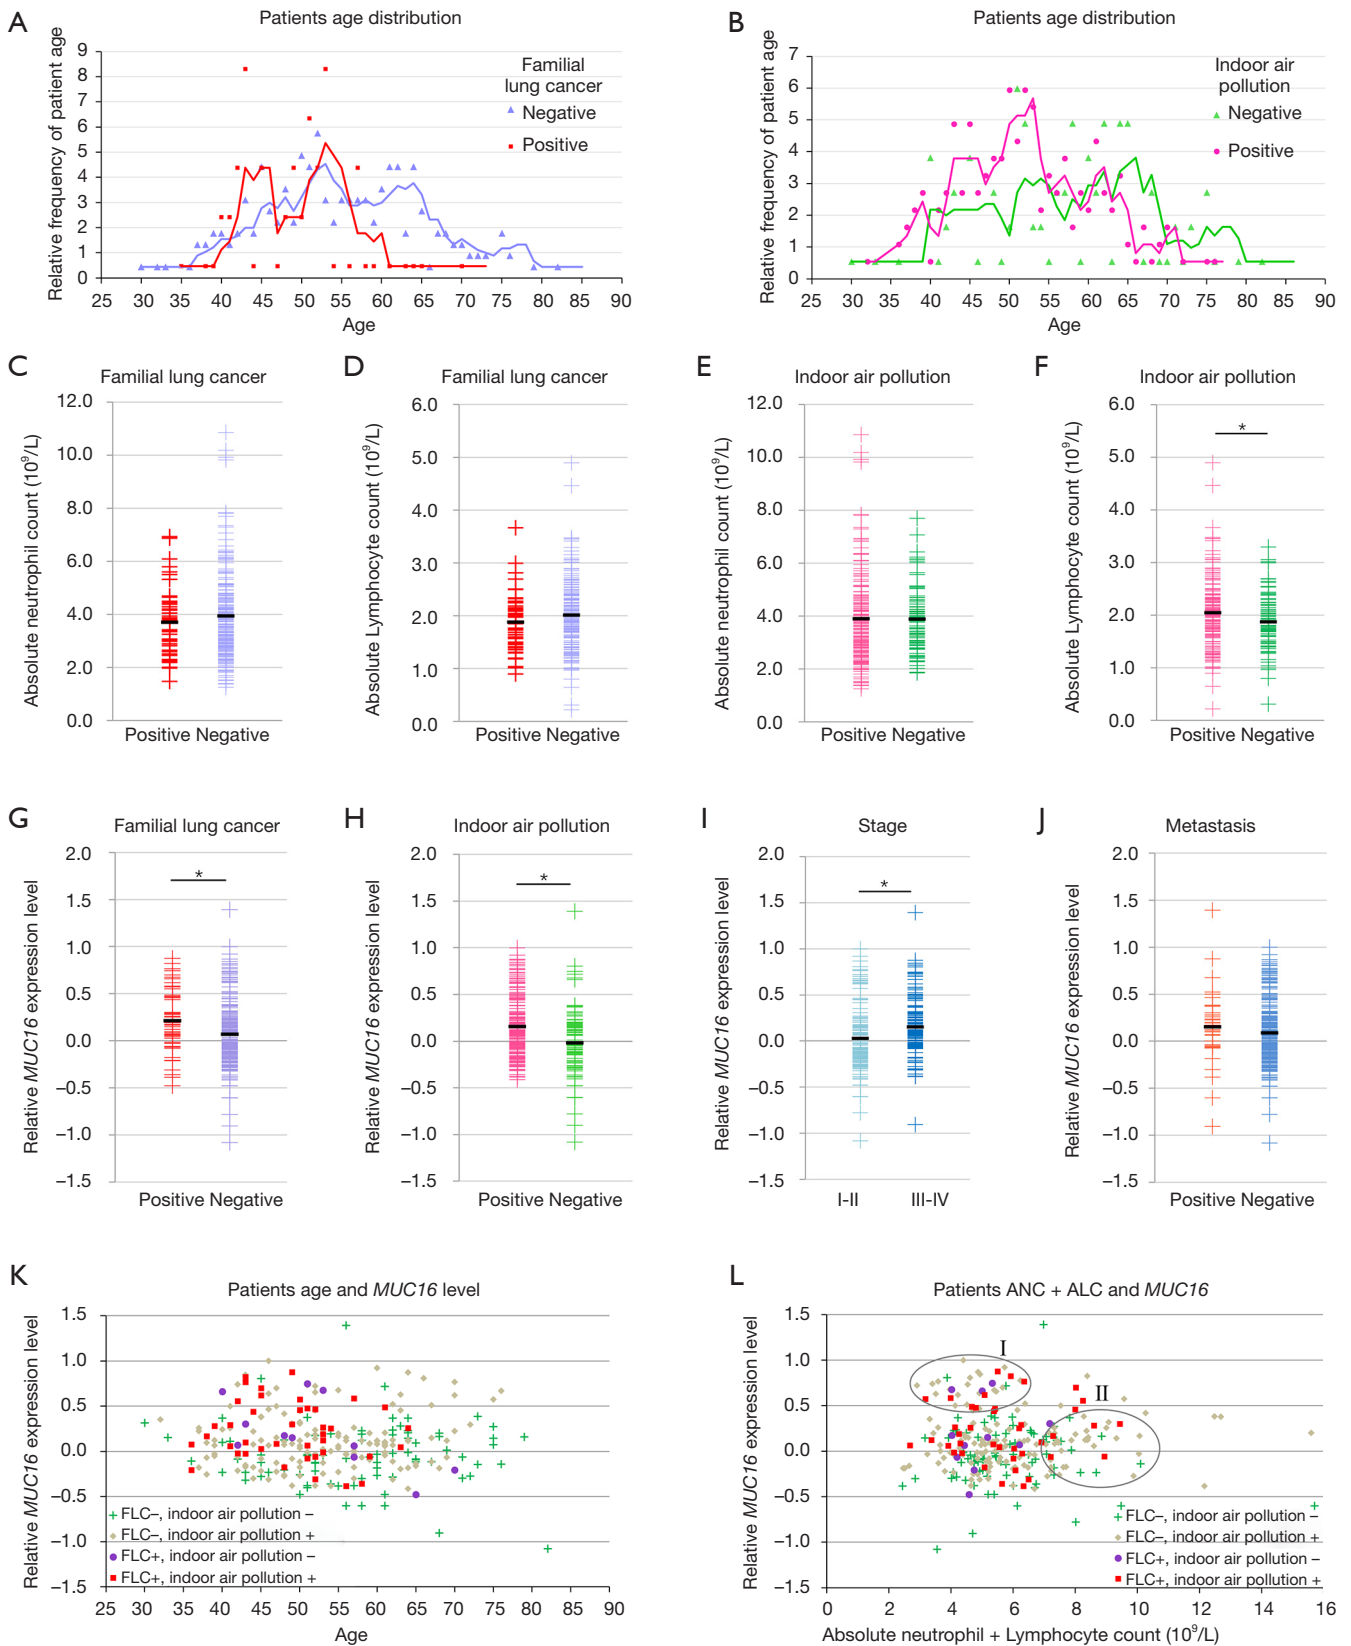 A
Patients age distribution
Relative frequency of patient age
9
8
7
6
5
4
3
2
1
0
25 30 35 40 45 50 55 60 65 70 75 80 85 90
Age
Familial
lung cancer
Negative
Positive
B
Patients age distribution
Relative frequency of patient age
7
6
5
4
3
2
1
0
25 30 35 40 45 50 55 60 65 70 75 80 85 90
Age
Indoor air
pollution
Negative
Positive
C
Familial lung cancer
Absolute neutrophil count (10⁹/L)
12.0
10.0
8.0
6.0
4.0
2.0
0.0
Positive Negative
D
Familial lung cancer
Absolute Lymphocyte count (10⁹/L)
6.0
5.0
4.0
3.0
2.0
1.0
0.0
Positive Negative
E
Indoor air pollution
Absolute neutrophil count (10⁹/L)
12.0
10.0
8.0
6.0
4.0
2.0
0.0
Positive Negative
F
Indoor air pollution
Absolute Lymphocyte count (10⁹/L)
6.0
5.0
4.0
3.0
2.0
1.0
0.0
*
Positive Negative
G
Familial lung cancer
Relative MUC16 expression level
2.0
1.5
1.0
0.5
0.0
−0.5
−1.0
−1.5
*
Positive Negative
H
Indoor air pollution
Relative MUC16 expression level
2.0
1.5
1.0
0.5
0.0
−0.5
−1.0
−1.5
*
Positive Negative
I
Stage
Relative MUC16 expression level
2.0
1.5
1.0
0.5
0.0
−0.5
−1.0
−1.5
*
I-II III-IV
J
Metastasis
Relative MUC16 expression level
2.0
1.5
1.0
0.5
0.0
−0.5
−1.0
−1.5
Positive Negative
K
Patients age and MUC16 level
Relative MUC16 expression level
1.5
1.0
0.5
0.0
−0.5
−1.0
−1.5
FLC−, indoor air pollution −
FLC−, indoor air pollution +
FLC+, indoor air pollution −
FLC+, indoor air pollution +
25 30 35 40 45 50 55 60 65 70 75 80 85 90
Age
L
Patients ANC + ALC and MUC16
Relative MUC16 expression level
1.5
1.0
0.5
0.0
−0.5
−1.0
−1.5
I
II
FLC−, indoor air pollution −
FLC−, indoor air pollution +
FLC+, indoor air pollution −
FLC+, indoor air pollution +
0 2 4 6 8 10 12 14 16
Absolute neutrophil + Lymphocyte count (10⁹/L)